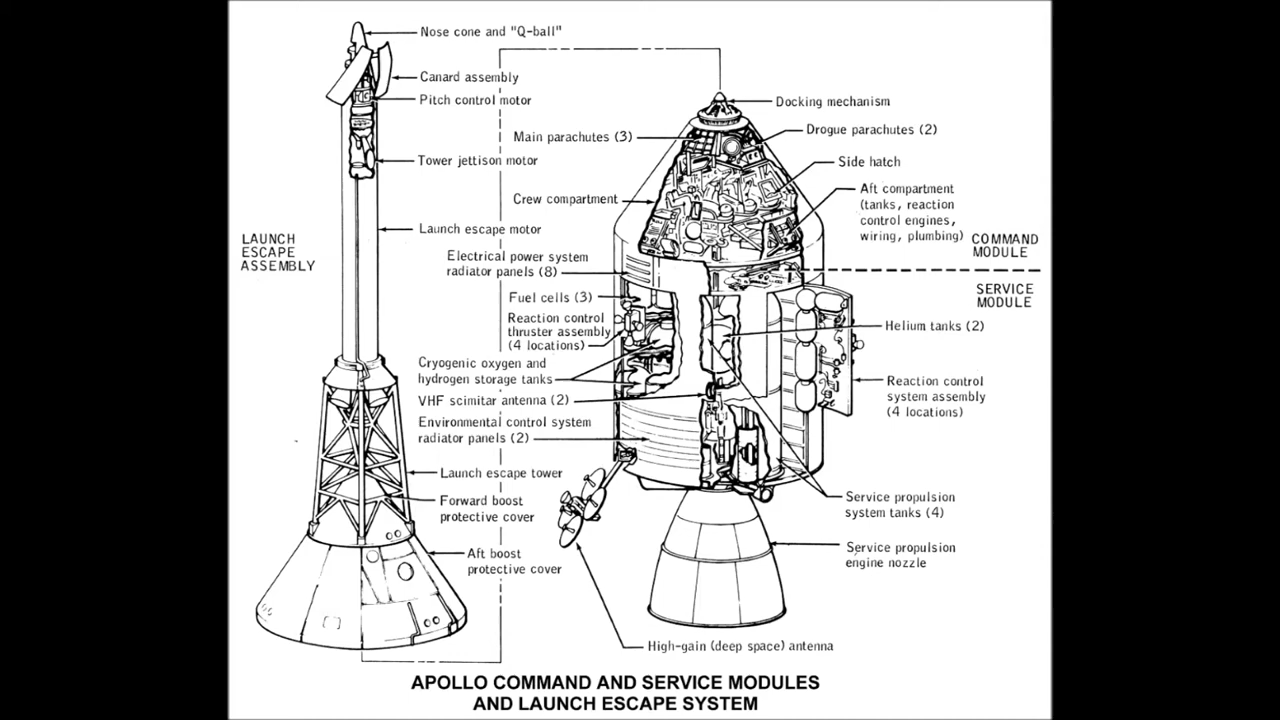 Nose cone and "Q-ball"
Canard assembly
Pitch control motor
Tower jettison motor
Launch escape motor
LAUNCH
ESCAPE
ASSEMBLY
Launch escape tower
Forward boost
protective cover
Aft boost
protective cover
Main parachutes (3)
Crew compartment
Electrical power system
radiator panels (8)
Fuel cells (3)
Reaction control
thruster assembly
(4 locations)
Cryogenic oxygen and
hydrogen storage tanks
VHF scimitar antenna (2)
Environmental control system
radiator panels (2)
Docking mechanism
Drogue parachutes (2)
Side hatch
Aft compartment
(tanks, reaction
control engines,
wiring, plumbing)
COMMAND
MODULE
SERVICE
MODULE
Helium tanks (2)
Reaction control
system assembly
(4 locations)
Service propulsion
system tanks (4)
Service propulsion
engine nozzle
High-gain (deep space) antenna
APOLLO COMMAND AND SERVICE MODULES
AND LAUNCH ESCAPE SYSTEM